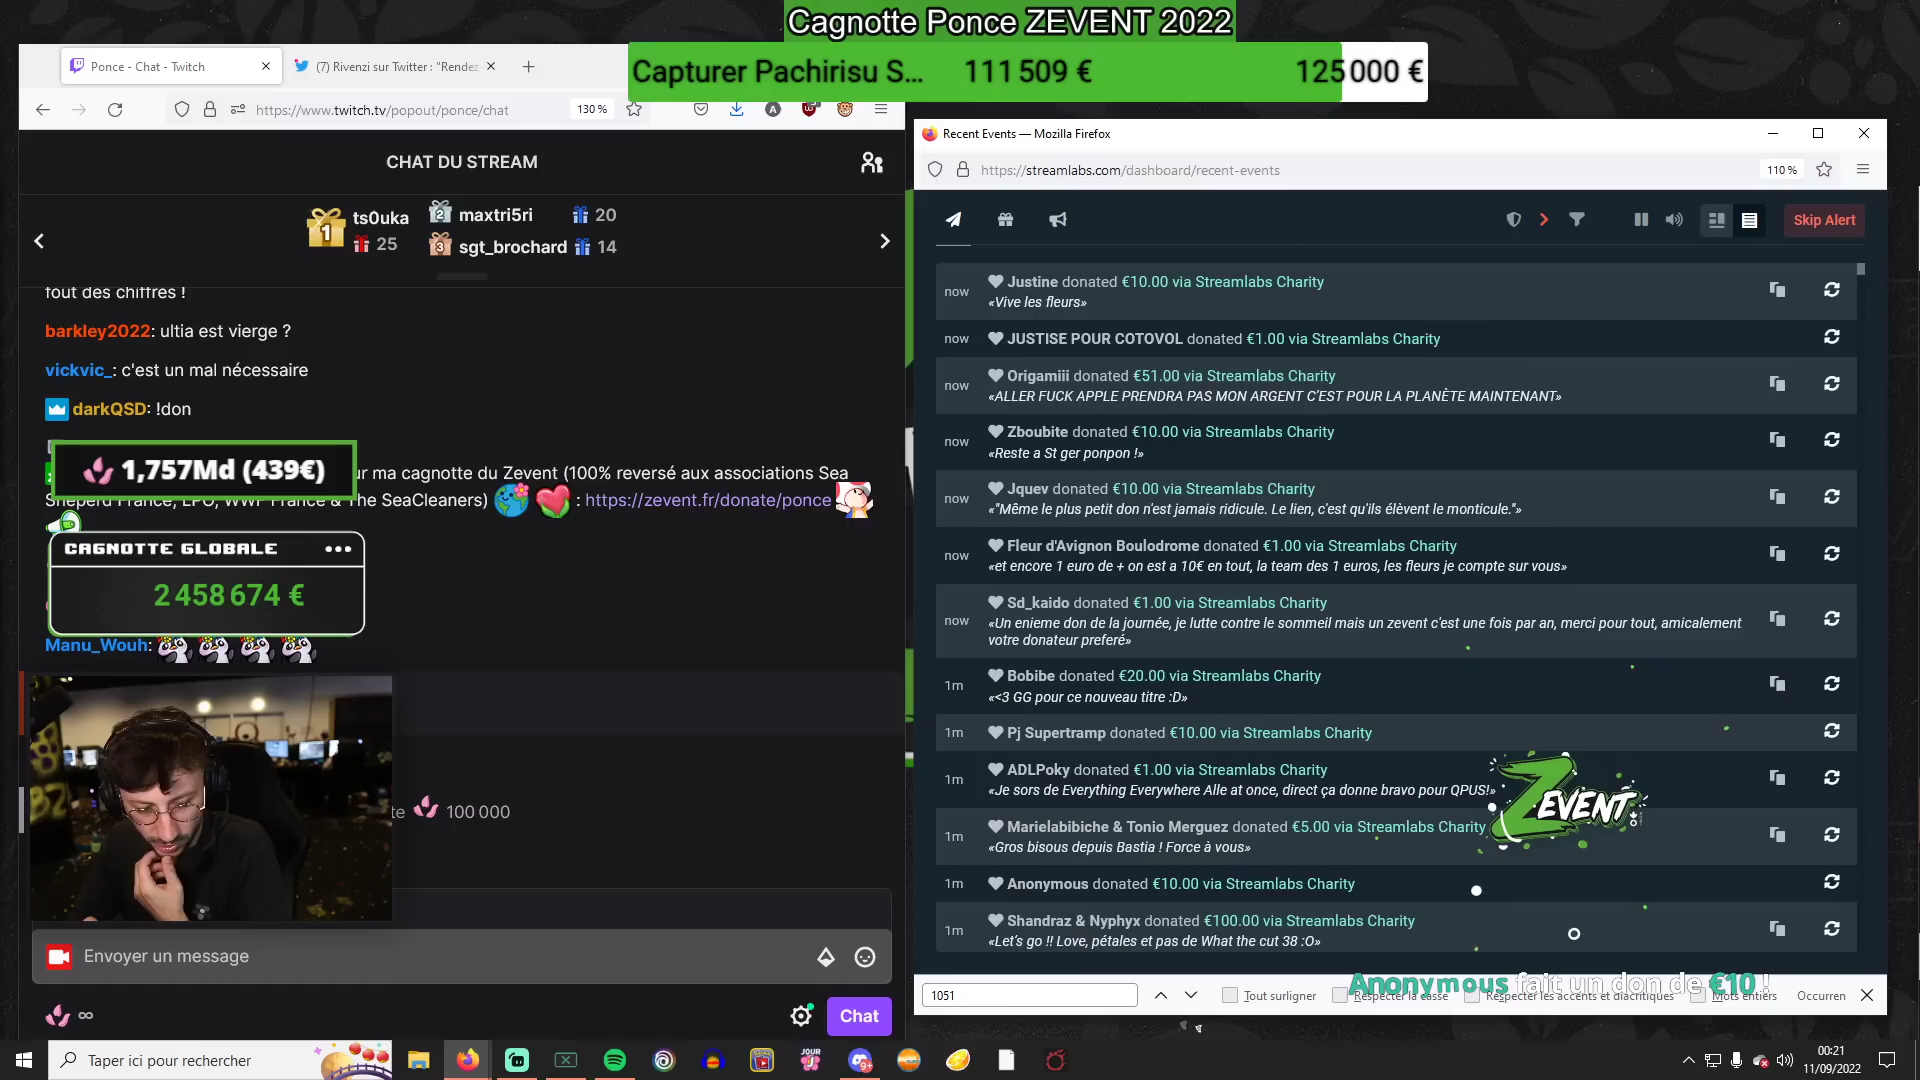 Cagnotte Ponce ZEVENT 2022
Capturer Pachirisu S... 111 509 € 125 000 €
Ponce - Chat - Twitch
(7) Rivenzi sur Twitter : "Rendez
https://www.twitch.tv/popout/ponce/chat
130 %
CHAT DU STREAM
1 ts0uka 25
2 maxtri5ri 20
3 sgt_brochard 14
fout des chiffres !
barkley2022: ultia est vierge ?
vickvic_: c'est un mal nécessaire
darkQSD: !don
1,757Md (439€)
ur ma cagnotte du Zevent (100% reversé aux associations Sea
Sheperd France, LPO, WWF France & The SeaCleaners) : https://zevent.fr/donate/ponce
CAGNOTTE GLOBALE
2 458 674 €
Manu_Wouh:
te 100 000
Envoyer un message
∞
Chat
Recent Events — Mozilla Firefox
https://streamlabs.com/dashboard/recent-events
110 %
Skip Alert
now Justine donated €10.00 via Streamlabs Charity
«Vive les fleurs»
now JUSTISE POUR COTOVOL donated €1.00 via Streamlabs Charity
now Origamiii donated €51.00 via Streamlabs Charity
«ALLER FUCK APPLE PRENDRA PAS MON ARGENT C'EST POUR LA PLANÈTE MAINTENANT»
now Zboubite donated €10.00 via Streamlabs Charity
«Reste a St ger ponpon !»
now Jquev donated €10.00 via Streamlabs Charity
«"Même le plus petit don n'est jamais ridicule. Le lien, c'est qu'ils élèvent le monticule."»
now Fleur d'Avignon Boulodrome donated €1.00 via Streamlabs Charity
«et encore 1 euro de + on est a 10€ en tout, la team des 1 euros, les fleurs je compte sur vous»
now Sd_kaido donated €1.00 via Streamlabs Charity
«Un enieme don de la journée, je lutte contre le sommeil mais un zevent c'est une fois par an, merci pour tout, amicalement
votre donateur preferé»
1m Bobibe donated €20.00 via Streamlabs Charity
«<3 GG pour ce nouveau titre :D»
1m Pj Supertramp donated €10.00 via Streamlabs Charity
1m ADLPoky donated €1.00 via Streamlabs Charity
«Je sors de Everything Everywhere Alle at once, direct ça donne bravo pour QPUS!»
1m Marielabibiche & Tonio Merguez donated €5.00 via Streamlabs Charity
«Gros bisous depuis Bastia ! Force à vous»
1m Anonymous donated €10.00 via Streamlabs Charity
1m Shandraz & Nyphyx donated €100.00 via Streamlabs Charity
«Let's go !! Love, pétales et pas de What the cut 38 :O»
ZEVENT
Anonymous fait un don de €10 !
1051
Tout surligner
Respecter la casse
Respecter les accents et diacritiques
Mots entiers
Occurren
Taper ici pour rechercher
JOUR
9+
00:21
11/09/2022